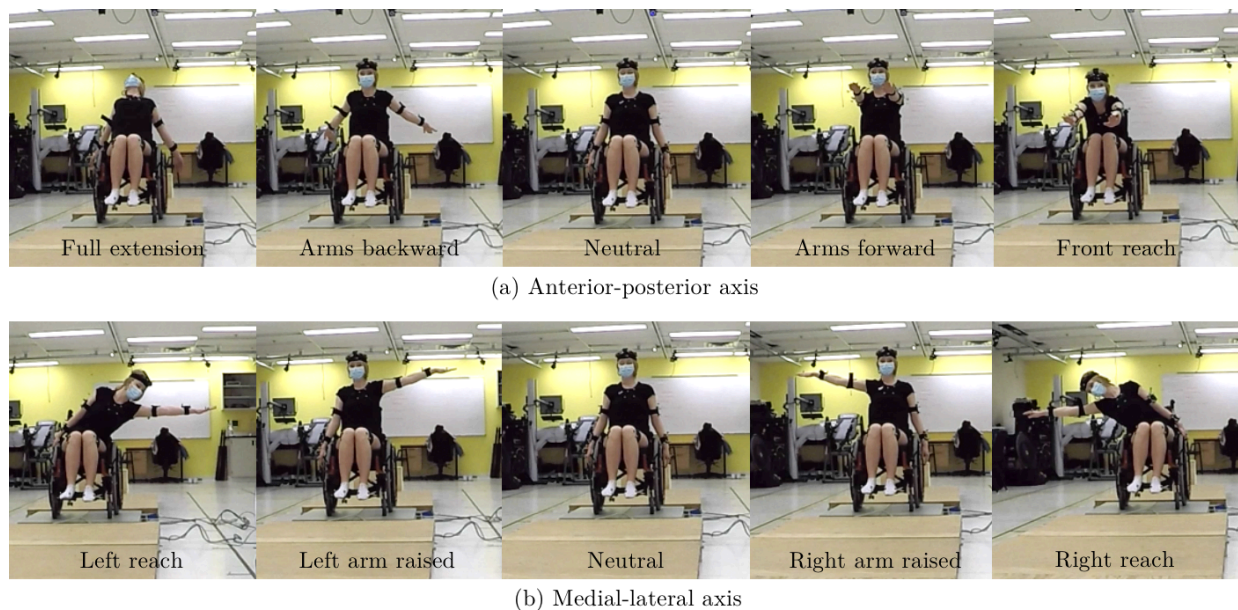 Full extension
Arms backward
Neutral
Arms forward
Front reach
(a) Anterior-posterior axis
Left reach
Left arm raised
Neutral
Right arm raised
Right reach
(b) Medial-lateral axis